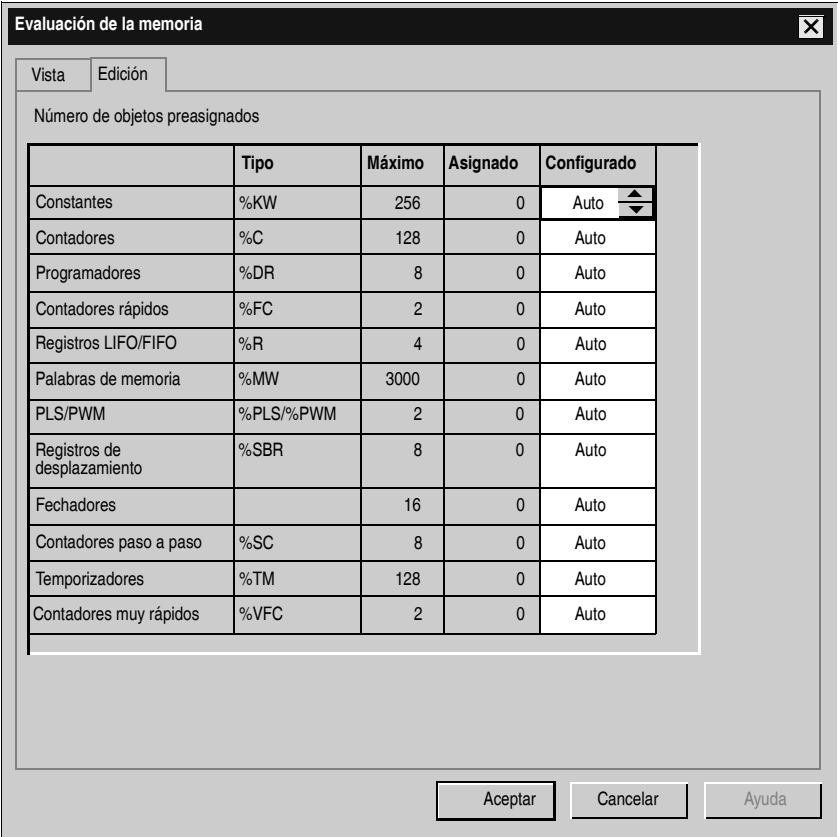 Evaluación de la memoria
Vista Edición
Número de objetos preasignados
Tipo Máximo Asignado Configurado
Constantes %KW 256 0 Auto
Contadores %C 128 0 Auto
Programadores %DR 8 0 Auto
Contadores rápidos %FC 2 0 Auto
Registros LIFO/FIFO %R 4 0 Auto
Palabras de memoria %MW 3000 0 Auto
PLS/PWM %PLS/%PWM 2 0 Auto
Registros de %SBR 8 0 Auto
desplazamiento
Fechadores 16 0 Auto
Contadores paso a paso %SC 8 0 Auto
Temporizadores %TM 128 0 Auto
Contadores muy rápidos %VFC 2 0 Auto
Aceptar Cancelar Ayuda